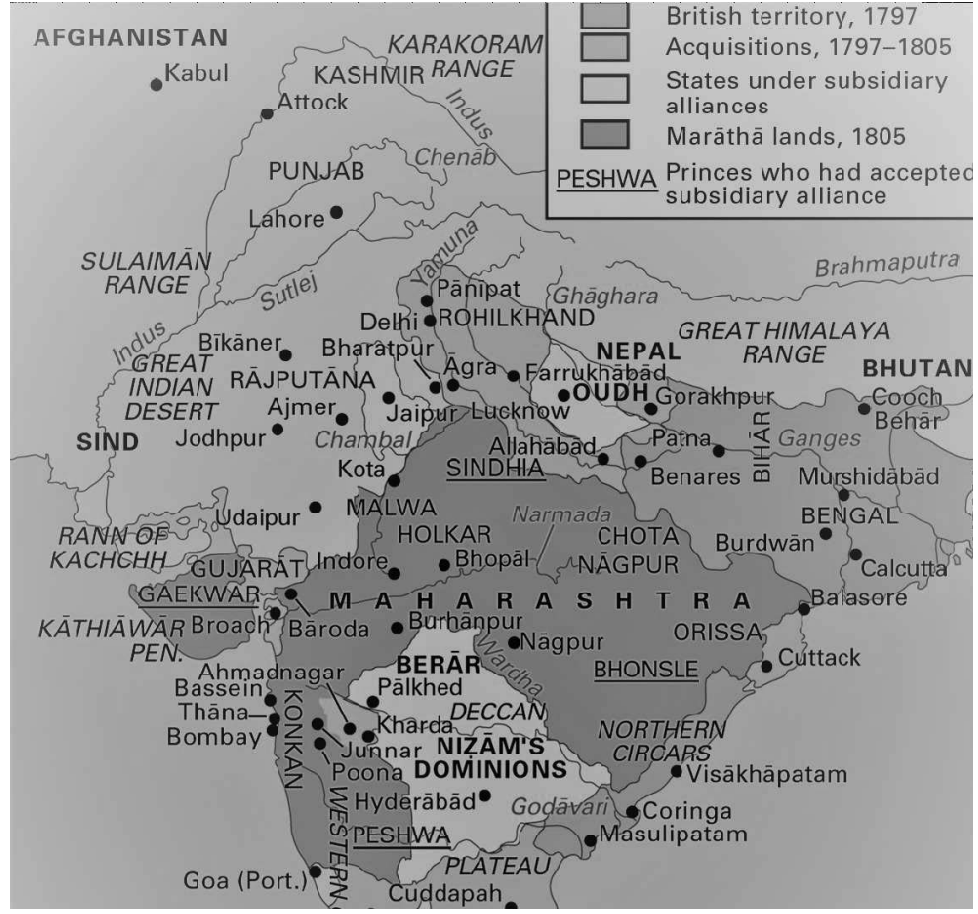 AFGHANISTAN
Kabul
KARAKORAM
RANGE
KASHMIR
Attock
Indus
British territory, 1797
Acquisitions, 1797–1805
States under subsidiary
alliances
Marāthā lands, 1805
PESHWA Princes who had accepted
subsidiary alliance
Chenāb
PUNJAB
Lahore
SULAIMĀN
RANGE
Sutlej
Yamuna
Brahmaputra
Indus
Pānīpat
Ghāghara
Delhi
ROHILKHAND
GREAT HIMALAYA
RANGE
Bīkāner
Bharatpur
NEPAL
GREAT
INDIAN
DESERT
Āgra
Farrukhābād
BHUTAN
RĀJPUTĀNA
OUDH
Gorakhpur
Cooch
Behār
Ajmer
Jaipur
Lucknow
SIND
Jodhpur
Chambal
Allahābād
Patna
BIHĀR
Ganges
Kota
SINDHIA
Benares
Murshidābād
MALWA
Udaipur
Narmada
BENGAL
RANN OF
KACHCHH
HOLKAR
CHOTA
NĀGPUR
Burdwān
GUJARĀT
Indore
Bhopāl
Calcutta
GAEKWAR
MAHARASHTRA
Balasore
KĀTHIĀWĀR
PEN.
Broach
Bāroda
Burhānpur
Nagpur
ORISSA
Wardha
BERĀR
BHONSLE
Cuttack
Ahmadnagar
Bassein
Pālkhed
Thāna
KONKAN
DECCAN
Bombay
Kharda
NORTHERN
CIRCARS
Junnar
NIẒĀM'S
DOMINIONS
Poona
Visākhāpatam
Hyderābād
Godāvari
Coringa
WESTERN
PESHWA
Masulipatam
PLATEAU
Goa (Port.)
Cuddapah